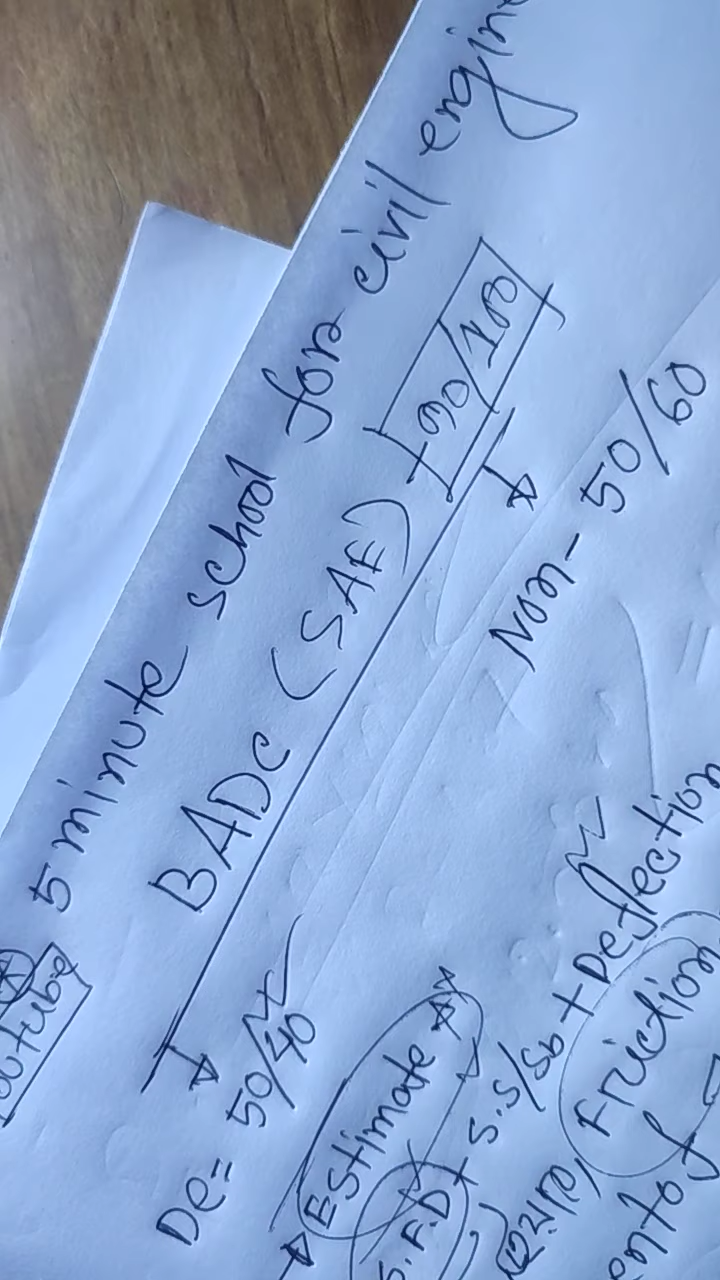 5 minute school for civil engine
BADC (SAE) 90/100
De = 50/40
Non - 50/60
Estimate
S.F.D + S.S/Sb + Deflection
Friction